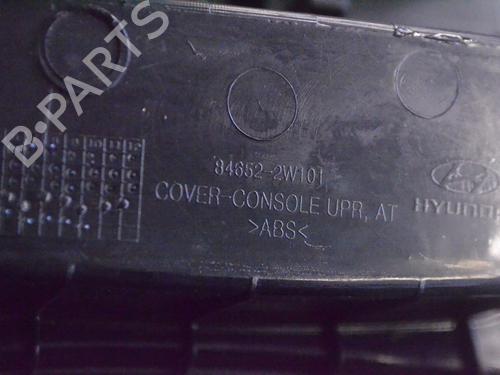 B-PARTS
84652-2W101
COVER-CONSOLE UPR, AT
>ABS<
HYUNDAI